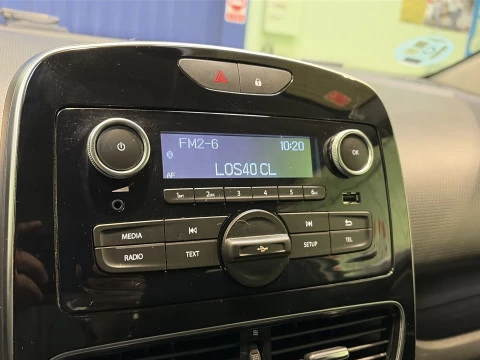 FM2-6 10:20
AF LOS40 CL
OK
1 2 3 4 5 6
MEDIA
RADIO TEXT
SETUP TEL